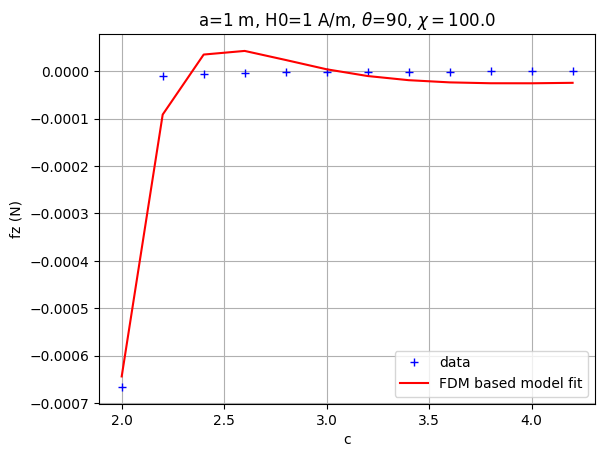 a=1 m, H0=1 A/m, θ=90, χ = 100.0
0.0000
−0.0001
−0.0002
−0.0003
−0.0004
−0.0005
−0.0006
−0.0007
fz (N)
data
FDM based model fit
2.0 2.5 3.0 3.5 4.0
c